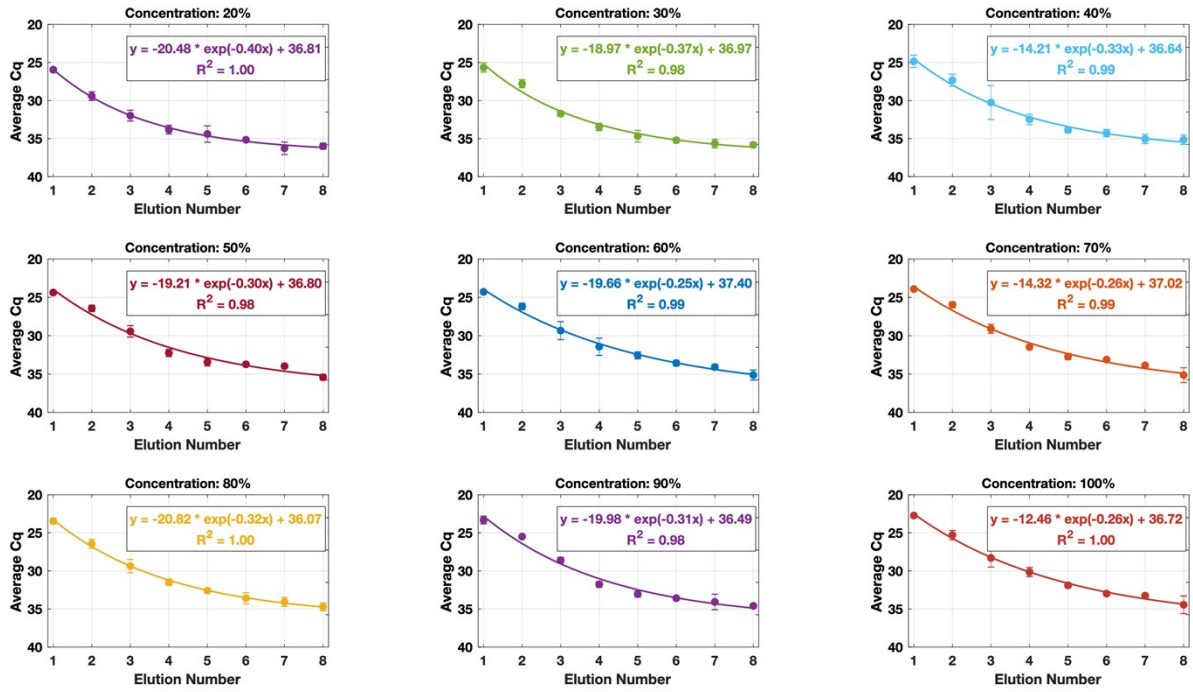 Concentration: 20%
Average Cq
20
25
30
35
40
y = -20.48 * exp(-0.40x) + 36.81
R² = 1.00
1 2 3 4 5 6 7 8
Elution Number
Concentration: 30%
Average Cq
20
25
30
35
40
y = -18.97 * exp(-0.37x) + 36.97
R² = 0.98
1 2 3 4 5 6 7 8
Elution Number
Concentration: 40%
Average Cq
20
25
30
35
40
y = -14.21 * exp(-0.33x) + 36.64
R² = 0.99
1 2 3 4 5 6 7 8
Elution Number
Concentration: 50%
Average Cq
20
25
30
35
40
y = -19.21 * exp(-0.30x) + 36.80
R² = 0.98
1 2 3 4 5 6 7 8
Elution Number
Concentration: 60%
Average Cq
20
25
30
35
40
y = -19.66 * exp(-0.25x) + 37.40
R² = 0.99
1 2 3 4 5 6 7 8
Elution Number
Concentration: 70%
Average Cq
20
25
30
35
40
y = -14.32 * exp(-0.26x) + 37.02
R² = 0.99
1 2 3 4 5 6 7 8
Elution Number
Concentration: 80%
Average Cq
20
25
30
35
40
y = -20.82 * exp(-0.32x) + 36.07
R² = 1.00
1 2 3 4 5 6 7 8
Elution Number
Concentration: 90%
Average Cq
20
25
30
35
40
y = -19.98 * exp(-0.31x) + 36.49
R² = 0.98
1 2 3 4 5 6 7 8
Elution Number
Concentration: 100%
Average Cq
20
25
30
35
40
y = -12.46 * exp(-0.26x) + 36.72
R² = 1.00
1 2 3 4 5 6 7 8
Elution Number